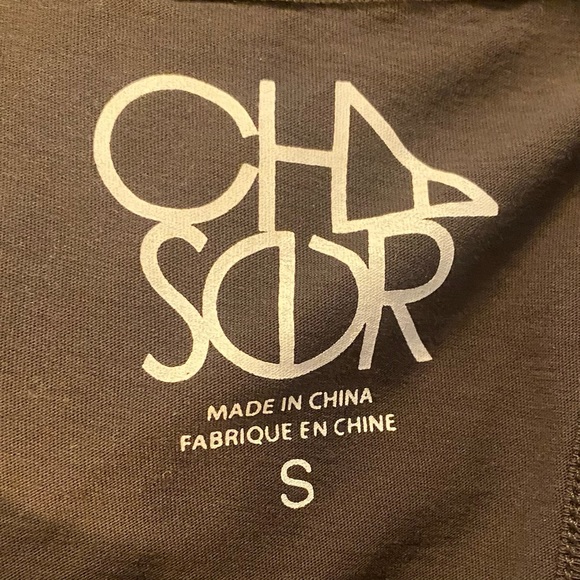 CHA
SER
MADE IN CHINA
FABRIQUE EN CHINE
S